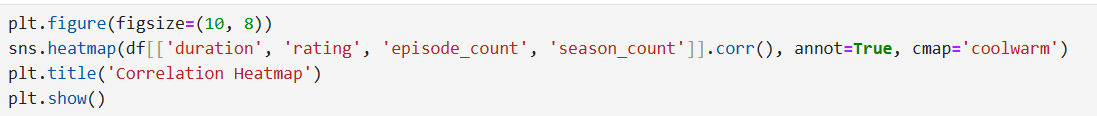 plt.figure(figsize=(10, 8))
sns.heatmap(df[['duration', 'rating', 'episode_count', 'season_count']].corr(), annot=True, cmap='coolwarm')
plt.title('Correlation Heatmap')
plt.show()